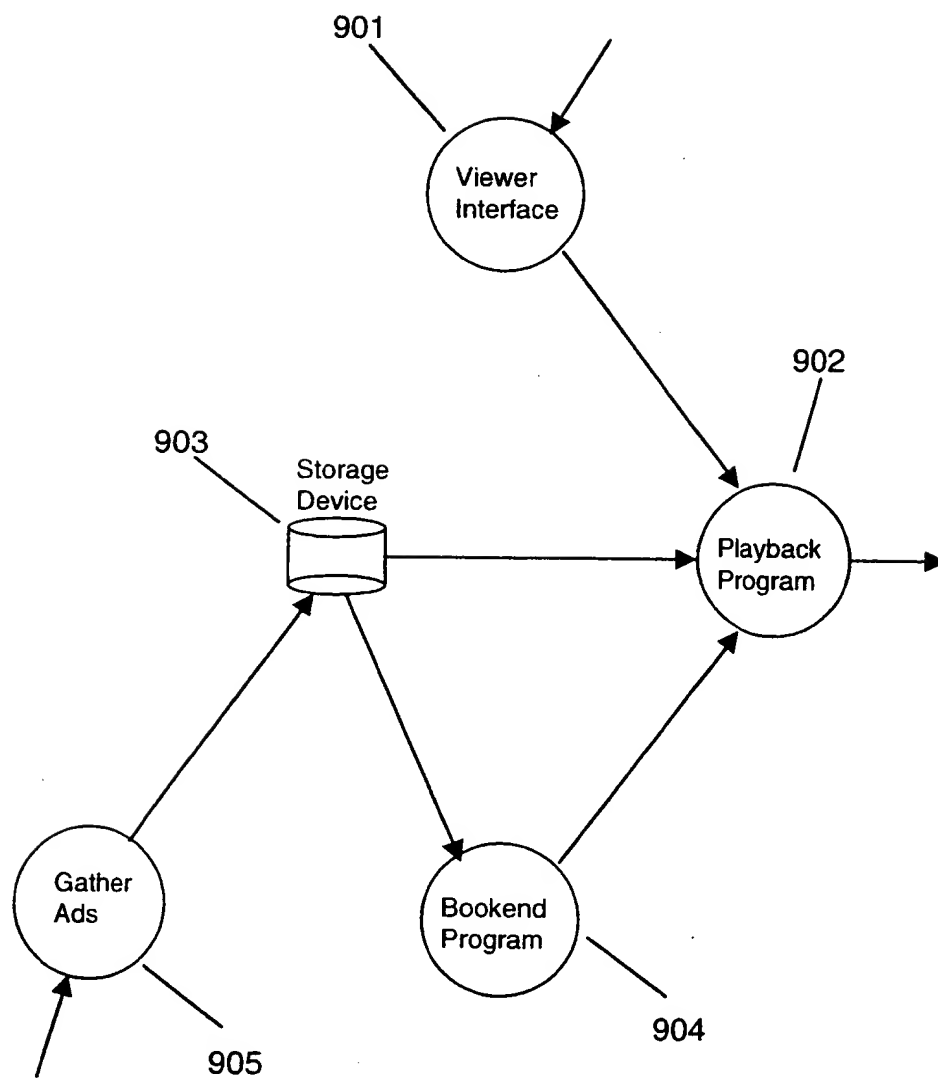 901
Viewer
Interface
902
903
Storage
Device
Playback
Program
Gather
Ads
Bookend
Program
904
905